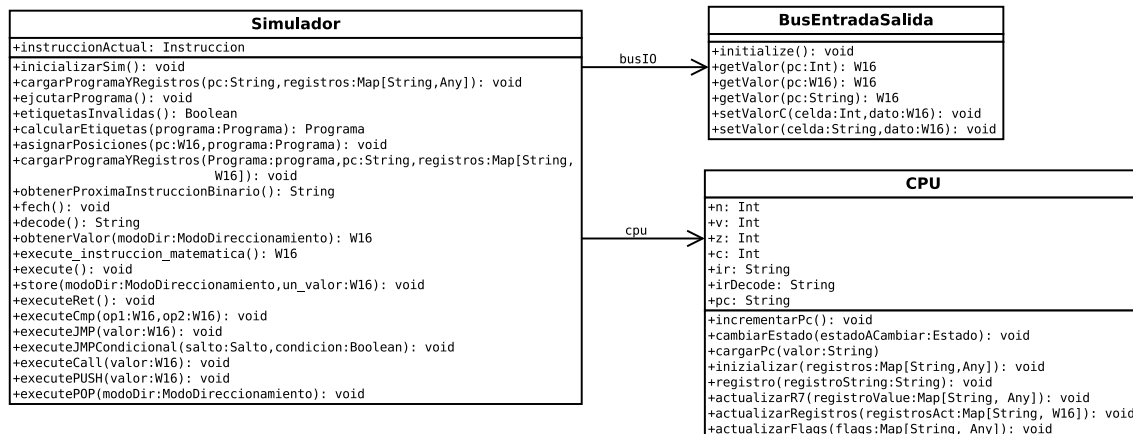 Simulador
+instruccionActual: Instruccion
+inicializarSim(): void
+cargarProgramaYRegistros(pc:String,registros:Map[String,Any]): void
+ejcutarPrograma(): void
+etiquetasInvalidas(): Boolean
+calcularEtiquetas(programa:Programa): Programa
+asignarPosiciones(pc:W16,programa:Programa): void
+cargarProgramaYRegistros(Programa:programa,pc:String,registros:Map[String,
W16]): void
+obtenerProximaInstruccionBinario(): String
+fech(): void
+decode(): String
+obtenerValor(modoDir:ModoDireccionamiento): W16
+execute_instruccion_matematica(): W16
+execute(): void
+store(modoDir:ModoDireccionamiento,un_valor:W16): void
+executeRet(): void
+executeCmp(op1:W16,op2:W16): void
+executeJMP(valor:W16): void
+executeJMPCondicional(salto:Salto,condicion:Boolean): void
+executeCall(valor:W16): void
+executePUSH(valor:W16): void
+executePOP(modoDir:ModoDireccionamiento): void
busIO
cpu
BusEntradaSalida
+initialize(): void
+getValor(pc:Int): W16
+getValor(pc:W16): W16
+getValor(pc:String): W16
+setValorC(celda:Int,dato:W16): void
+setValor(celda:String,dato:W16): void
CPU
+n: Int
+v: Int
+z: Int
+c: Int
+ir: String
+irDecode: String
+pc: String
+incrementarPc(): void
+cambiarEstado(estadoACambiar:Estado): void
+cargarPc(valor:String)
+inizializar(registros:Map[String,Any]): void
+registro(registroString:String): void
+actualizarR7(registroValue:Map[String, Any]): void
+actualizarRegistros(registrosAct:Map[String, W16]): void
+actualizarFlags(flags:Map[String, Any]): void